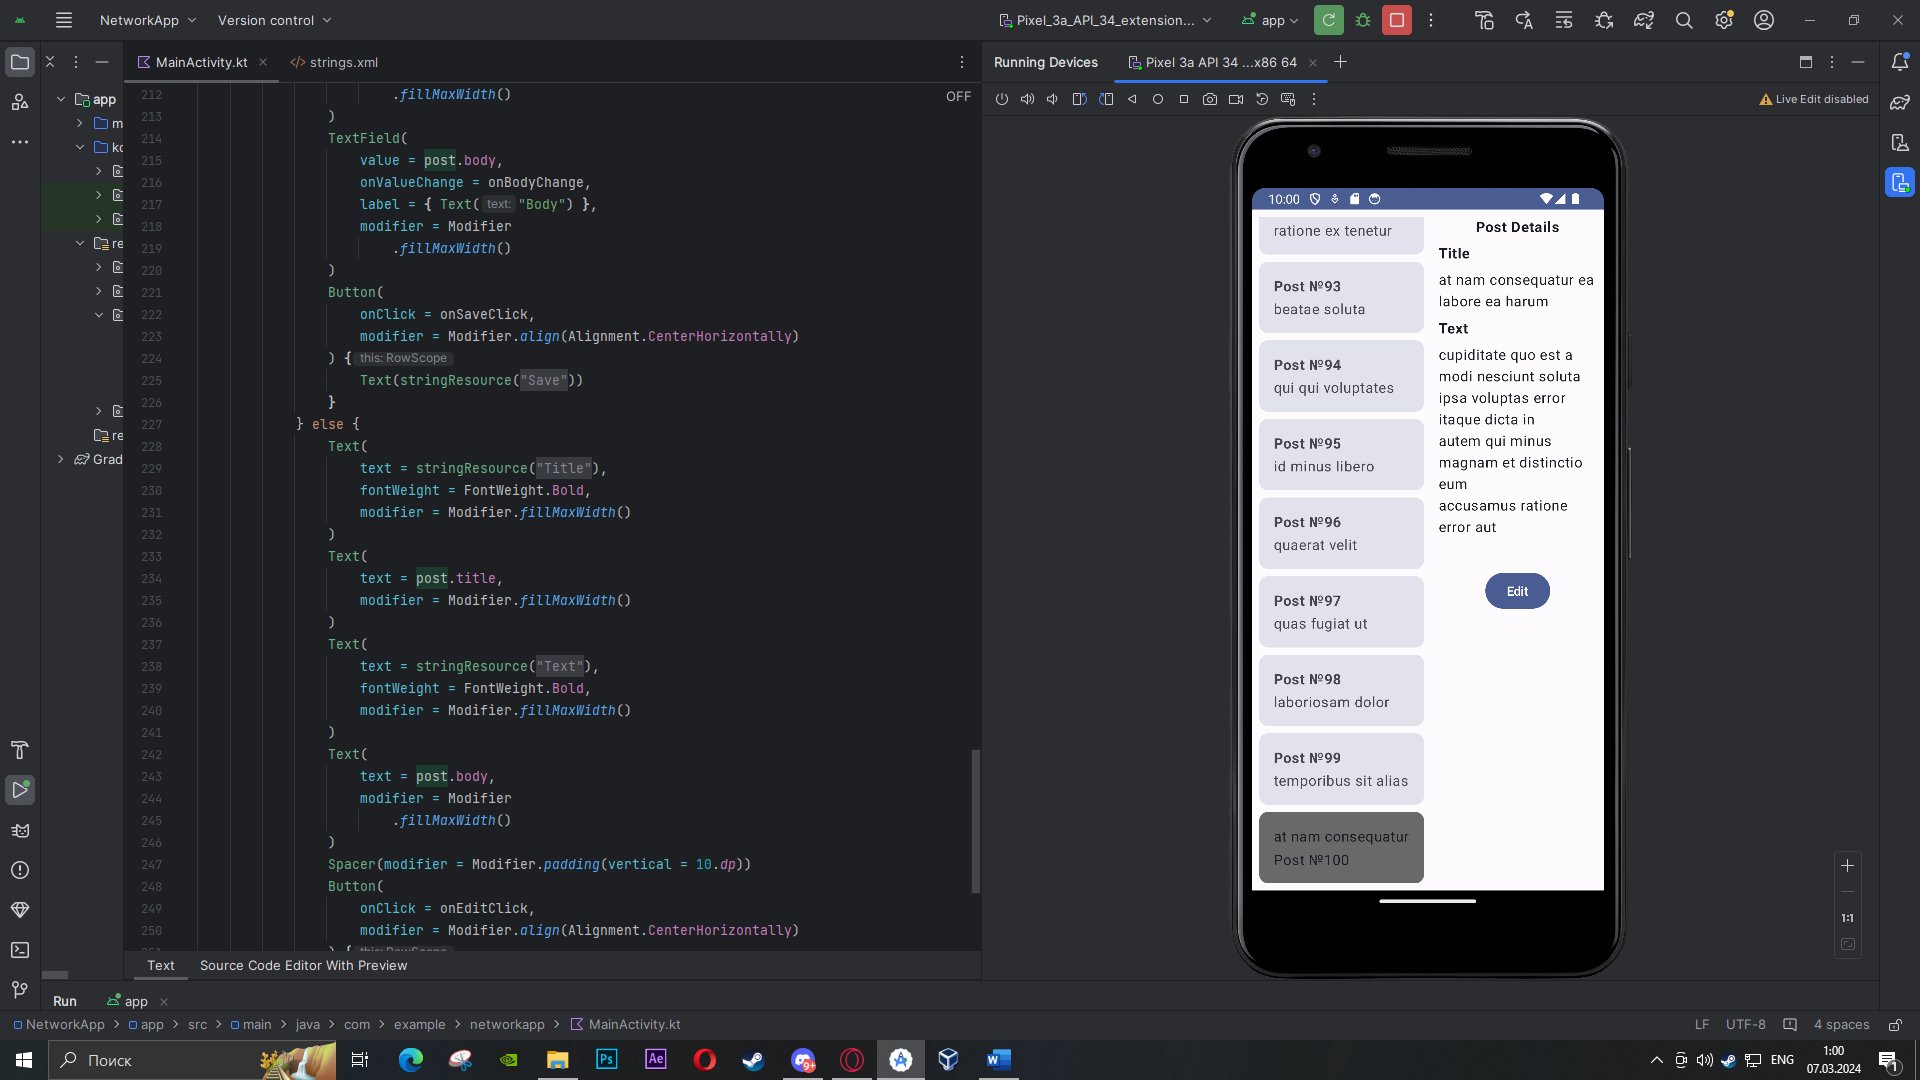 NetworkApp
Version control
Pixel_3a_API_34_extension...
app
MainActivity.kt
strings.xml
Running Devices
Pixel 3a API 34 ...x86 64
Live Edit disabled
OFF
app
m
kc
re
re
Grad
212 .fillMaxWidth()
213 )
214 TextField(
215 value = post.body,
216 onValueChange = onBodyChange,
217 label = { Text( text: "Body") },
218 modifier = Modifier
219 .fillMaxWidth()
220 )
221 Button(
222 onClick = onSaveClick,
223 modifier = Modifier.align(Alignment.CenterHorizontally)
224 ) { this: RowScope
225 Text(stringResource("Save"))
226 }
227 } else {
228 Text(
229 text = stringResource("Title"),
230 fontWeight = FontWeight.Bold,
231 modifier = Modifier.fillMaxWidth()
232 )
233 Text(
234 text = post.title,
235 modifier = Modifier.fillMaxWidth()
236 )
237 Text(
238 text = stringResource("Text"),
239 fontWeight = FontWeight.Bold,
240 modifier = Modifier.fillMaxWidth()
241 )
242 Text(
243 text = post.body,
244 modifier = Modifier
245 .fillMaxWidth()
246 )
247 Spacer(modifier = Modifier.padding(vertical = 10.dp))
248 Button(
249 onClick = onEditClick,
250 modifier = Modifier.align(Alignment.CenterHorizontally)
Text
Source Code Editor With Preview
10:00
ratione ex tenetur
Post №93
beatae soluta
Post №94
qui qui voluptates
Post №95
id minus libero
Post №96
quaerat velit
Post №97
quas fugiat ut
Post №98
laboriosam dolor
Post №99
temporibus sit alias
at nam consequatur
Post №100
Post Details
Title
at nam consequatur ea
labore ea harum
Text
cupiditate quo est a
modi nesciunt soluta
ipsa voluptas error
itaque dicta in
autem qui minus
magnam et distinctio
eum
accusamus ratione
error aut
Edit
1:1
Run
app
NetworkApp
app
src
main
java
com
example
networkapp
MainActivity.kt
LF
UTF-8
4 spaces
Поиск
Ps
Ae
9+
W
ENG
1:00
07.03.2024
1